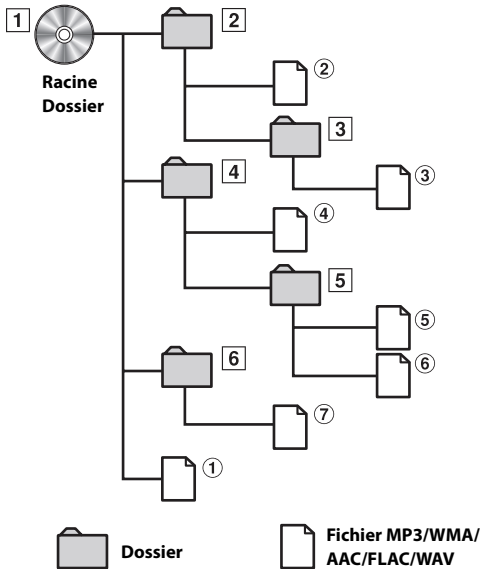 1
2
Racine
Dossier
②
3
4
③
④
5
⑤
6
⑥
⑦
①
Dossier
Fichier MP3/WMA/
AAC/FLAC/WAV